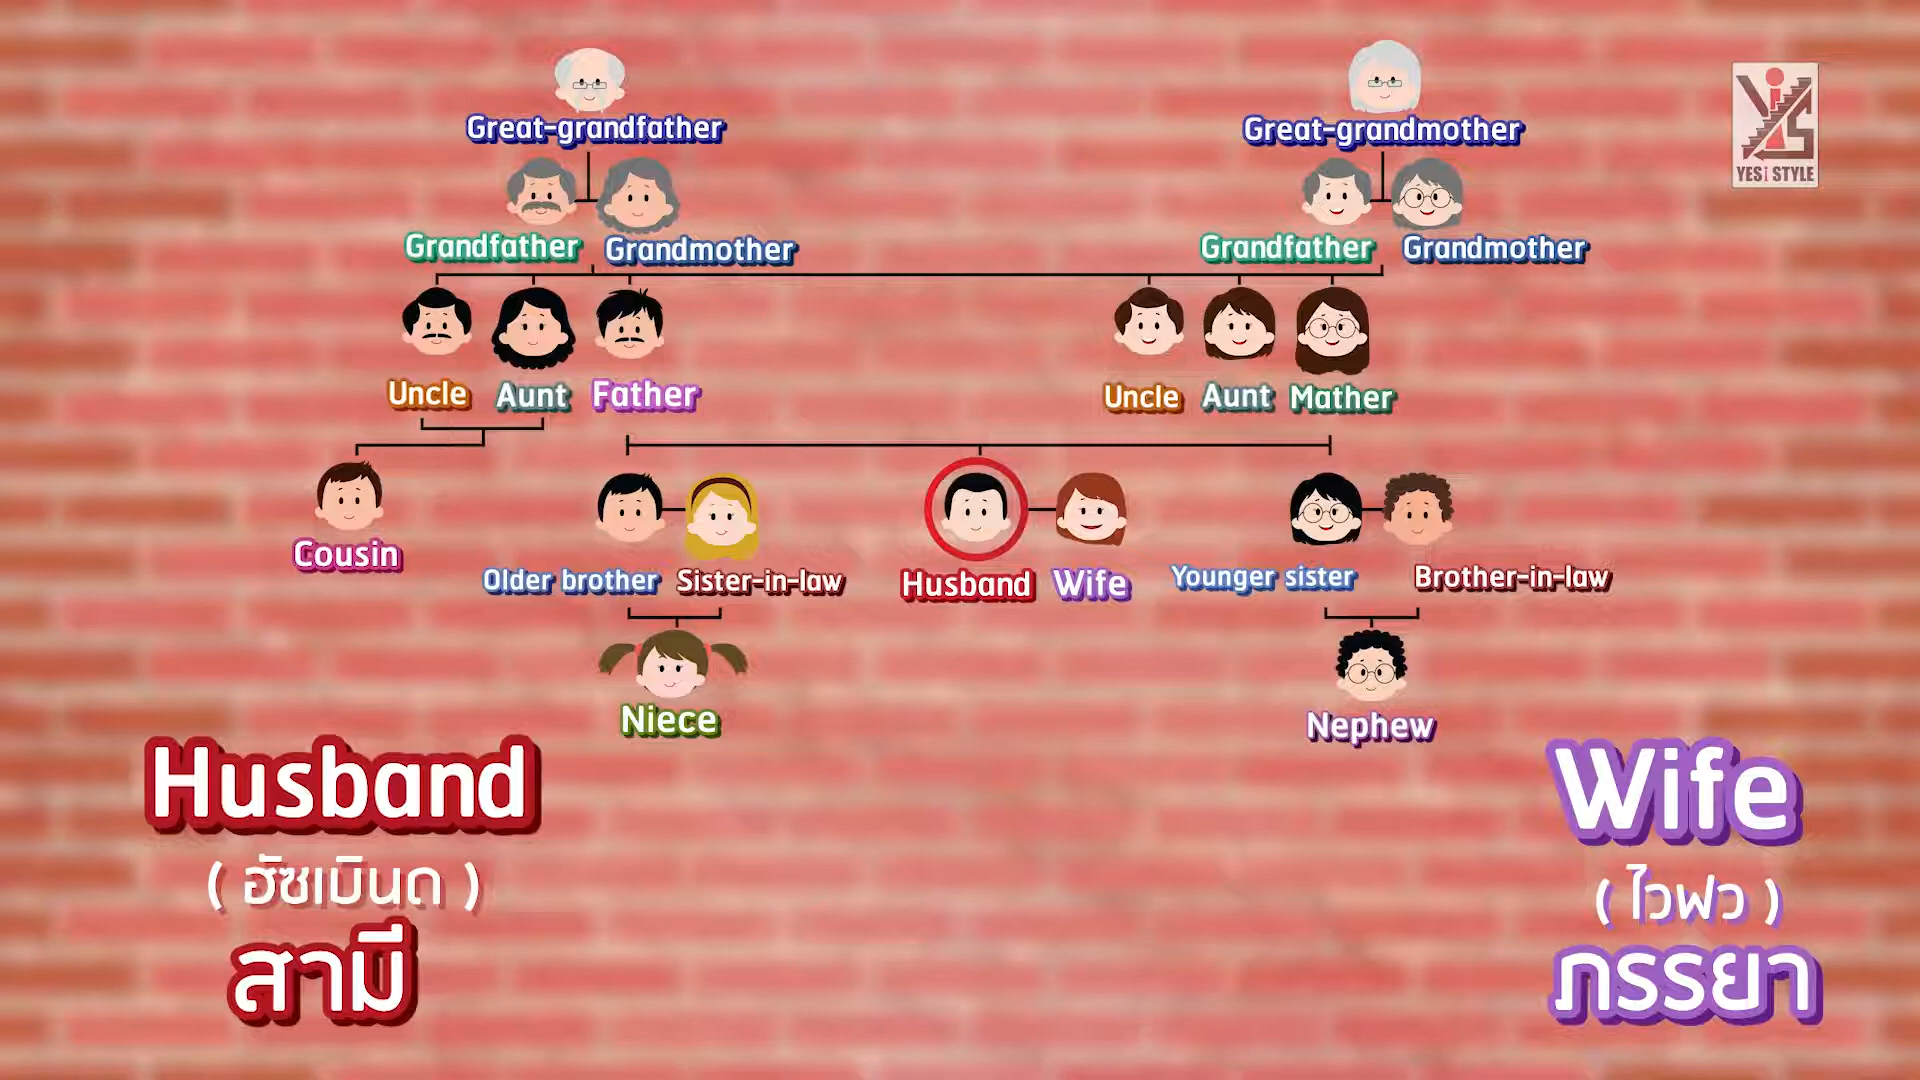 Great-grandfather
Great-grandmother
YES i STYLE
Grandfather Grandmother
Grandfather Grandmother
Uncle Aunt Father
Uncle Aunt Mather
Cousin
Older brother Sister-in-law
Husband Wife
Younger sister Brother-in-law
Niece
Nephew
Husband
( ฮัซเบินด )
สามี
Wife
( ไวฟว )
ภรรยา